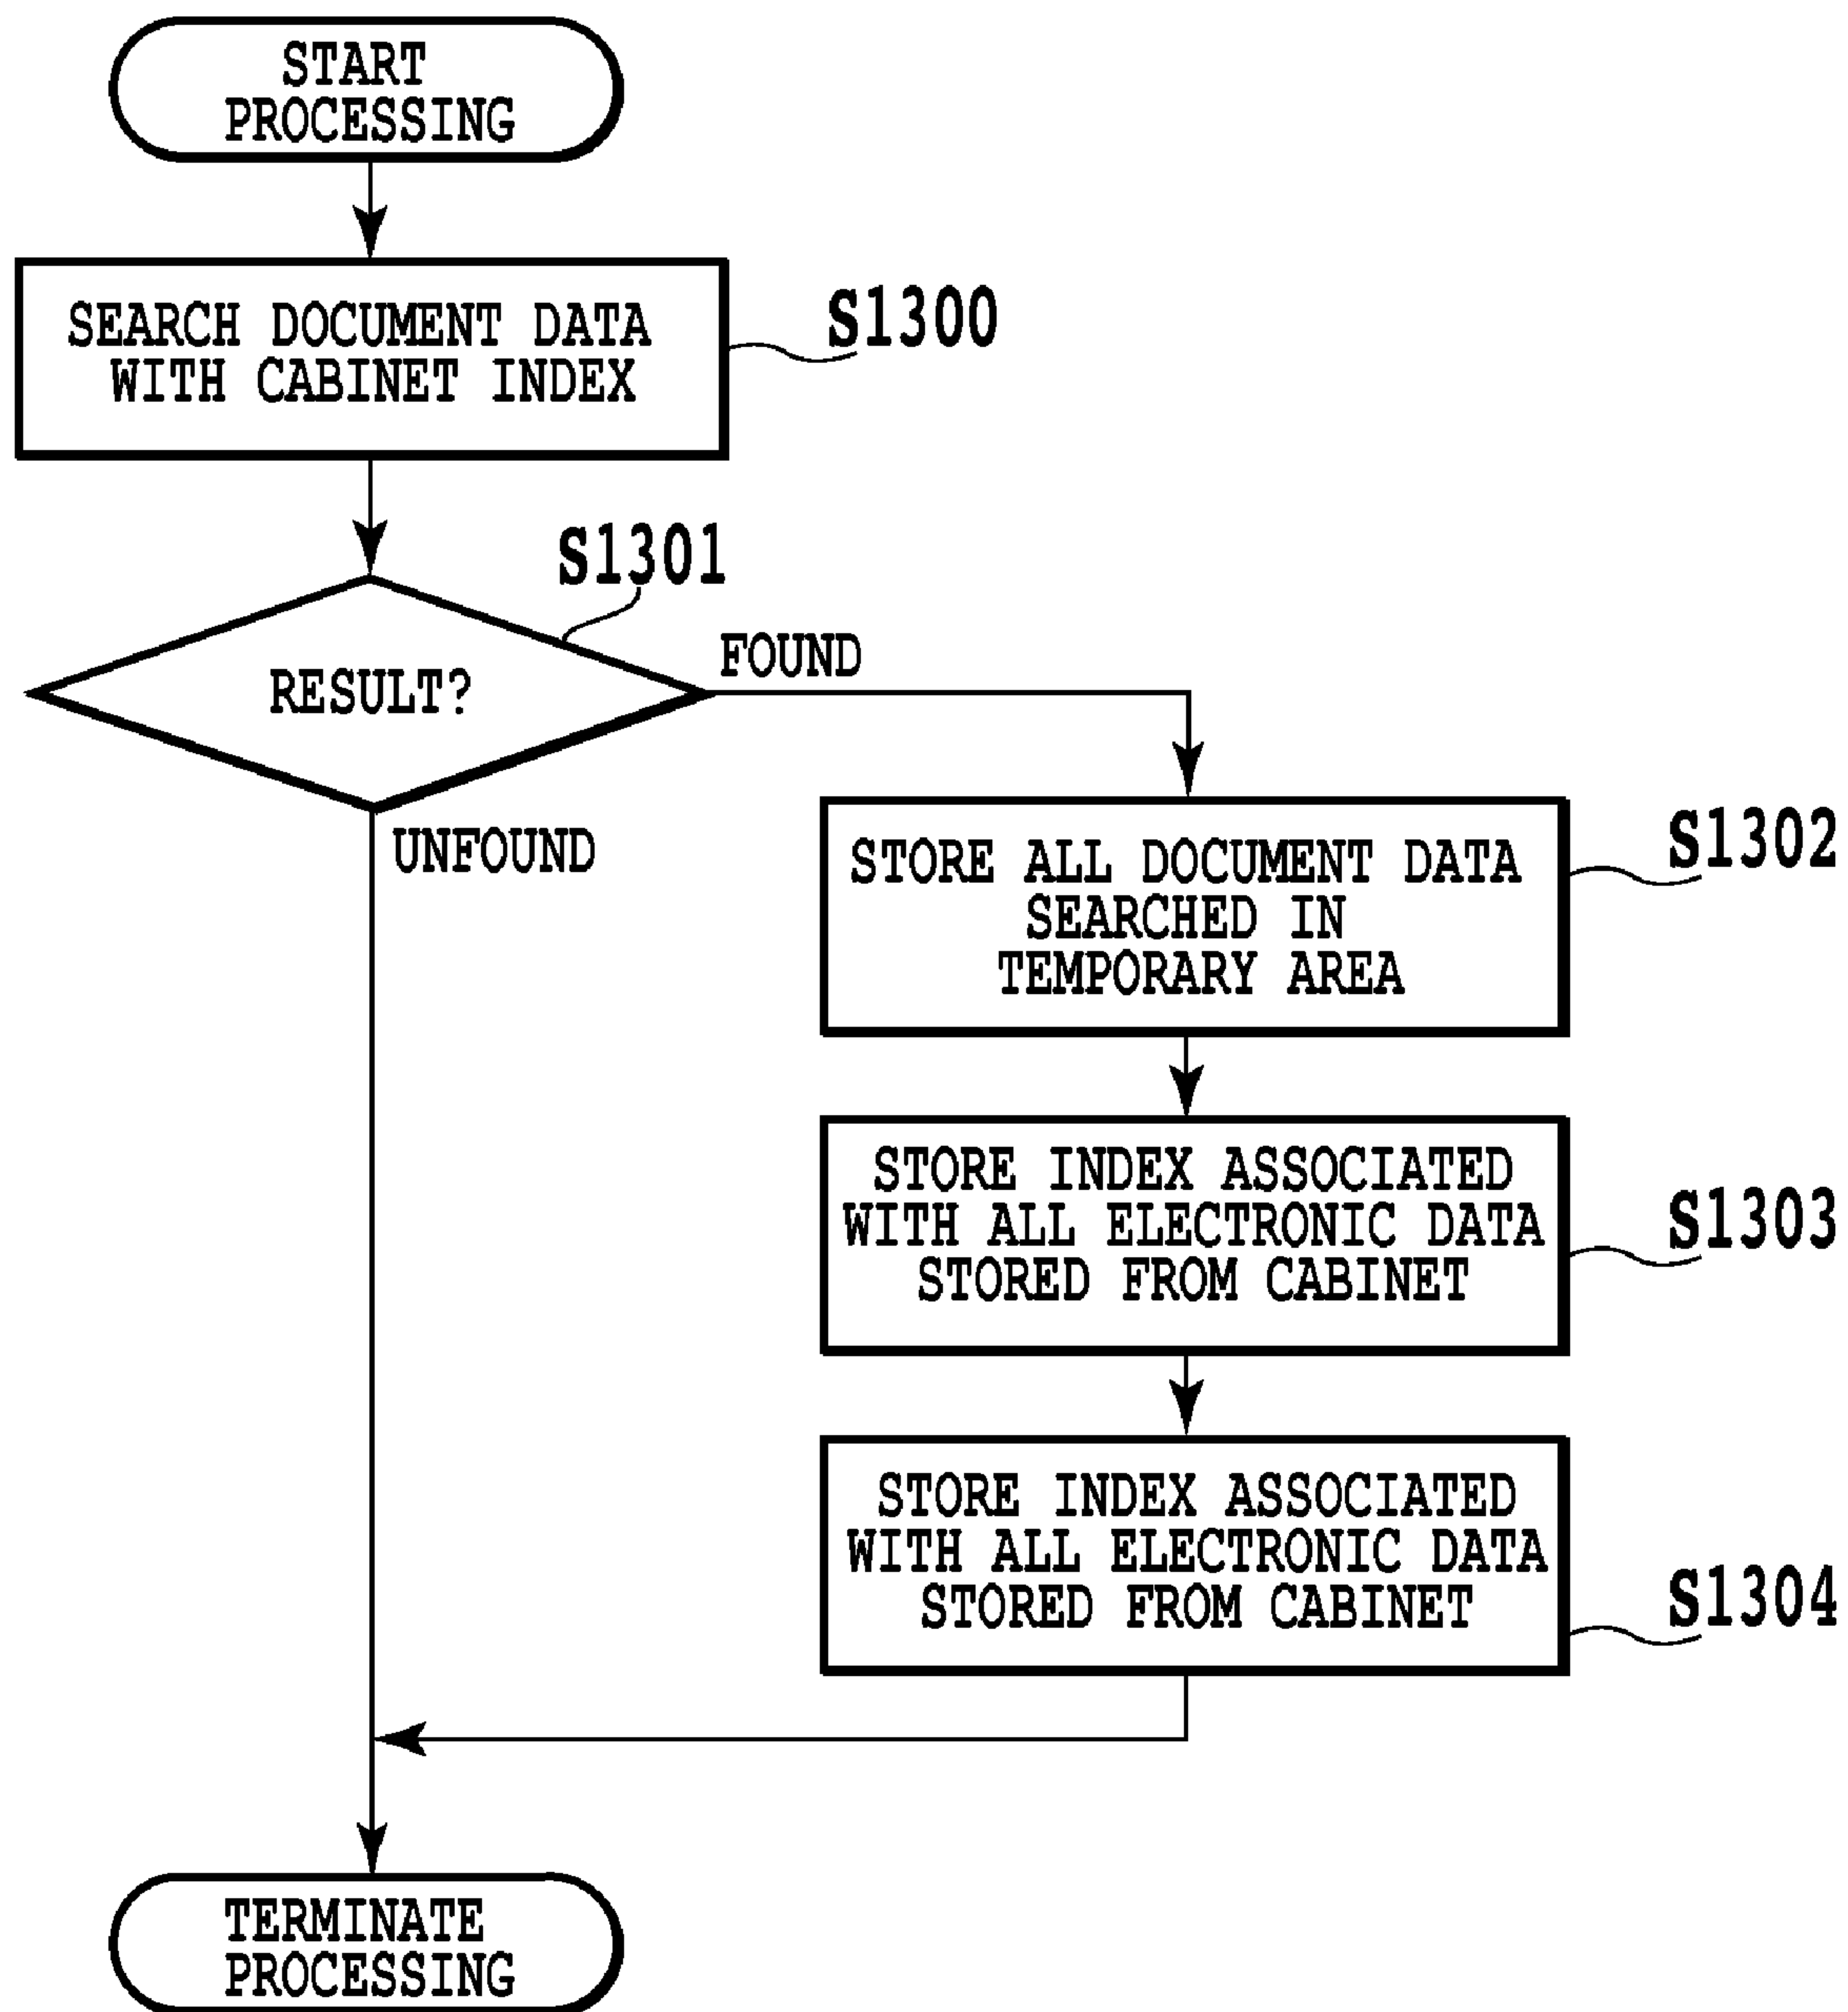 START
PROCESSING
SEARCH DOCUMENT DATA
WITH CABINET INDEX
S1300
S1301
RESULT?
FOUND
UNFOUND
STORE ALL DOCUMENT DATA
SEARCHED IN
TEMPORARY AREA
S1302
STORE INDEX ASSOCIATED
WITH ALL ELECTRONIC DATA
STORED FROM CABINET
S1303
STORE INDEX ASSOCIATED
WITH ALL ELECTRONIC DATA
STORED FROM CABINET
S1304
TERMINATE
PROCESSING